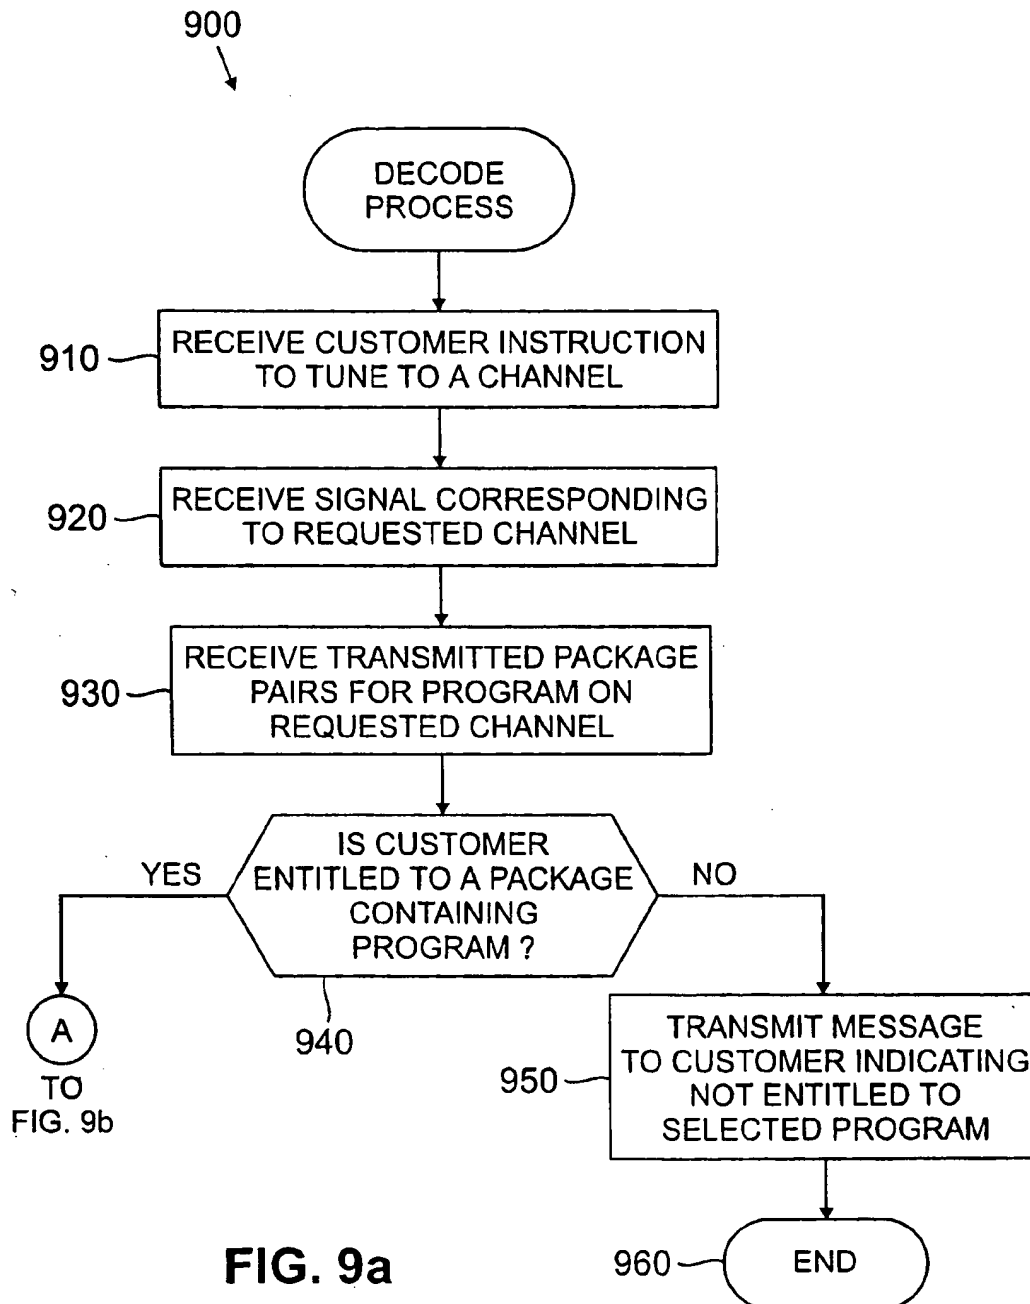 900
DECODE
PROCESS
910
RECEIVE CUSTOMER INSTRUCTION
TO TUNE TO A CHANNEL
920
RECEIVE SIGNAL CORRESPONDING
TO REQUESTED CHANNEL
930
RECEIVE TRANSMITTED PACKAGE
PAIRS FOR PROGRAM ON
REQUESTED CHANNEL
IS CUSTOMER
ENTITLED TO A PACKAGE
CONTAINING
PROGRAM ?
940
YES
NO
A
TO
FIG. 9b
950
TRANSMIT MESSAGE
TO CUSTOMER INDICATING
NOT ENTITLED TO
SELECTED PROGRAM
960
END
FIG. 9a